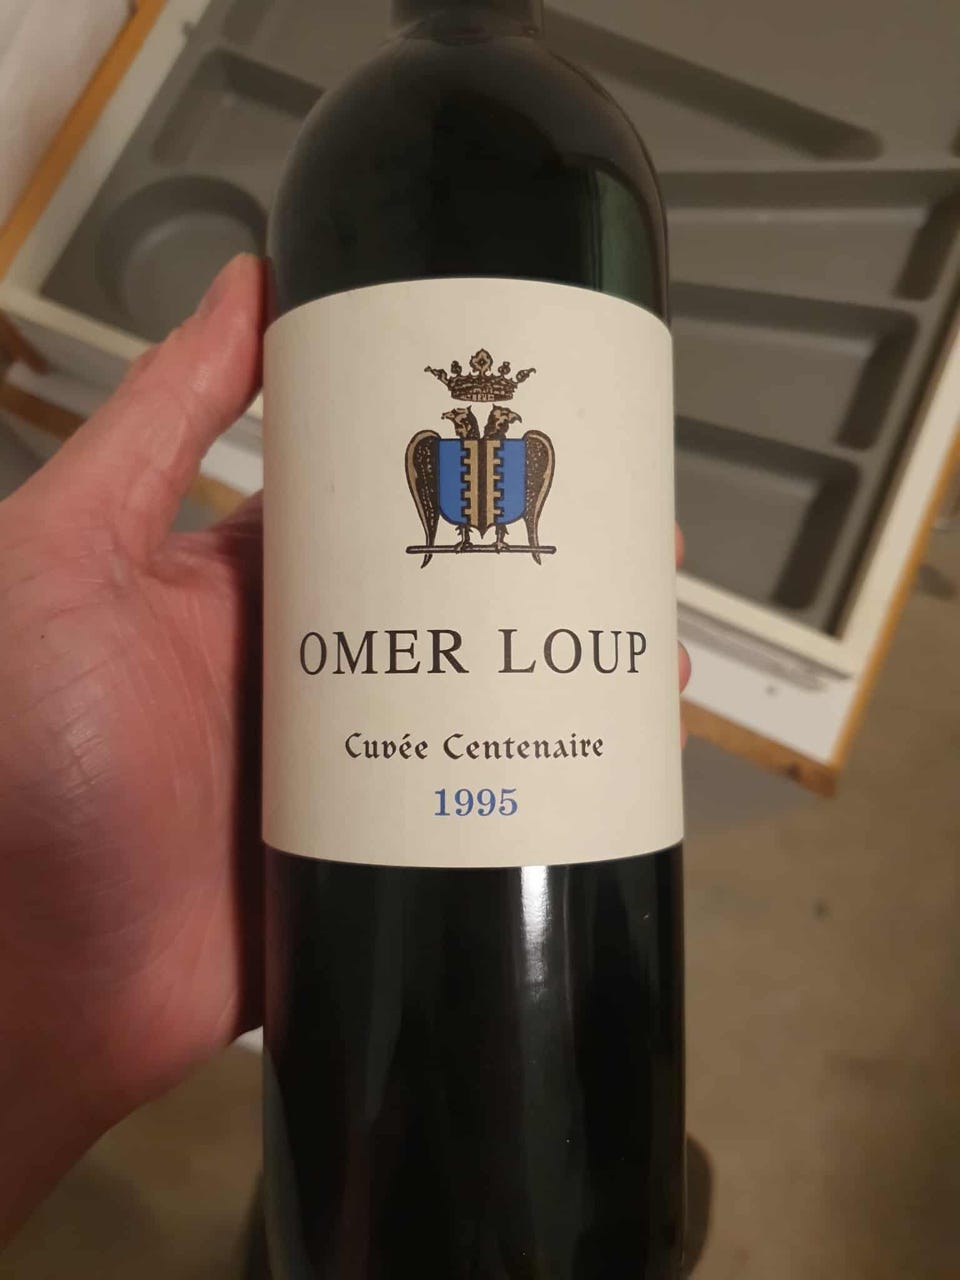 OMER LOUP
Cuvée Centenaire
1995